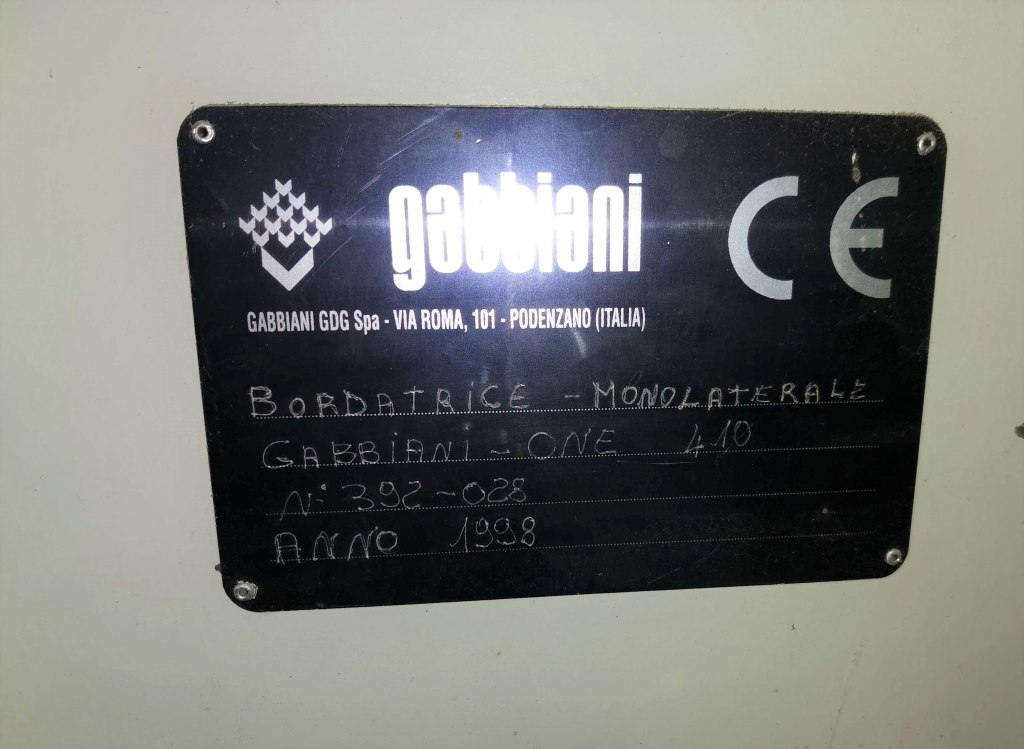 gabbiani CE
GABBIANI GDG Spa - VIA ROMA, 101 - PODENZANO (ITALIA)
BORDATRICE - MONOLATERALE
GABBIANI - ONE 410
N: 392-028
ANNO 1998